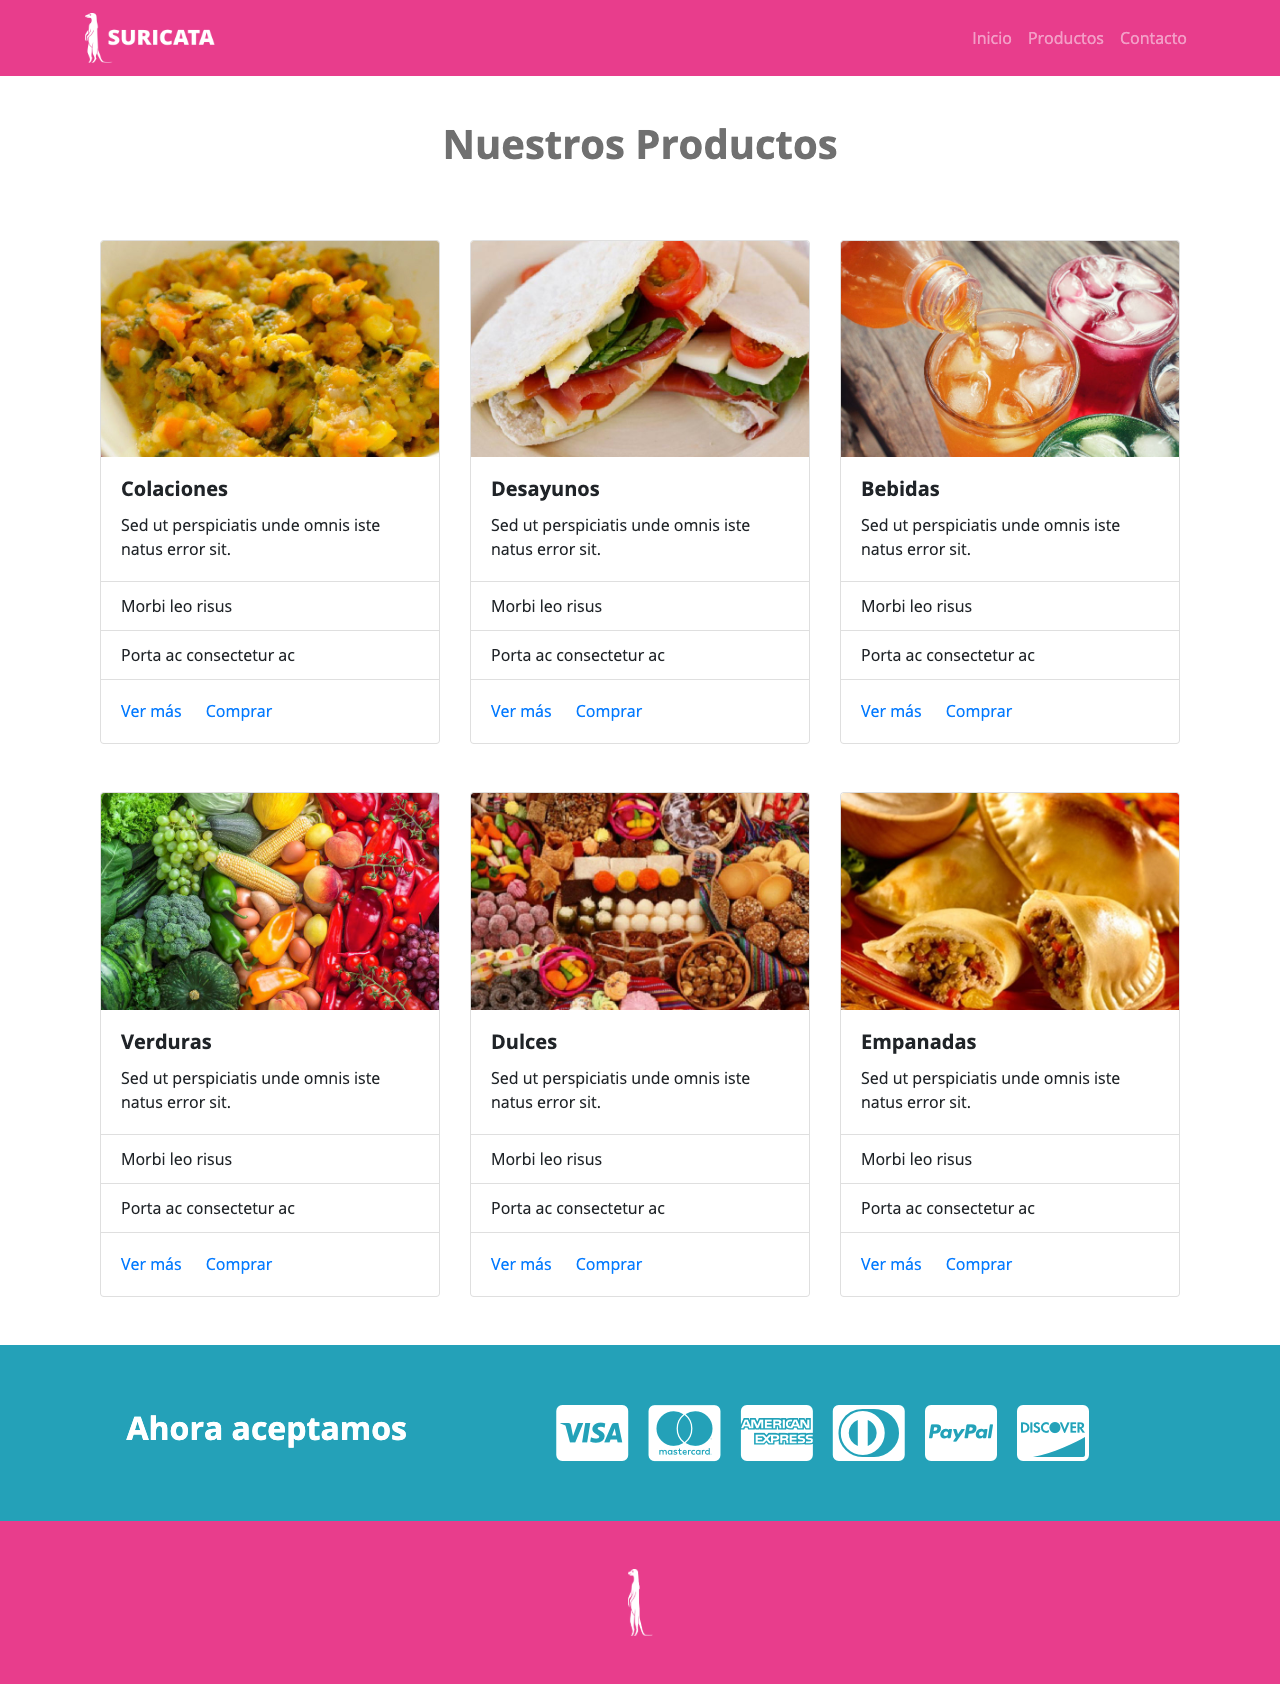 SURICATA
Inicio Productos Contacto
Nuestros Productos
Colaciones
Sed ut perspiciatis unde omnis iste
natus error sit.
Morbi leo risus
Porta ac consectetur ac
Ver más Comprar
Desayunos
Sed ut perspiciatis unde omnis iste
natus error sit.
Morbi leo risus
Porta ac consectetur ac
Ver más Comprar
Bebidas
Sed ut perspiciatis unde omnis iste
natus error sit.
Morbi leo risus
Porta ac consectetur ac
Ver más Comprar
Verduras
Sed ut perspiciatis unde omnis iste
natus error sit.
Morbi leo risus
Porta ac consectetur ac
Ver más Comprar
Dulces
Sed ut perspiciatis unde omnis iste
natus error sit.
Morbi leo risus
Porta ac consectetur ac
Ver más Comprar
Empanadas
Sed ut perspiciatis unde omnis iste
natus error sit.
Morbi leo risus
Porta ac consectetur ac
Ver más Comprar
Ahora aceptamos
VISA
mastercard
AMERICAN
EXPRESS
PayPal
DISCOVER